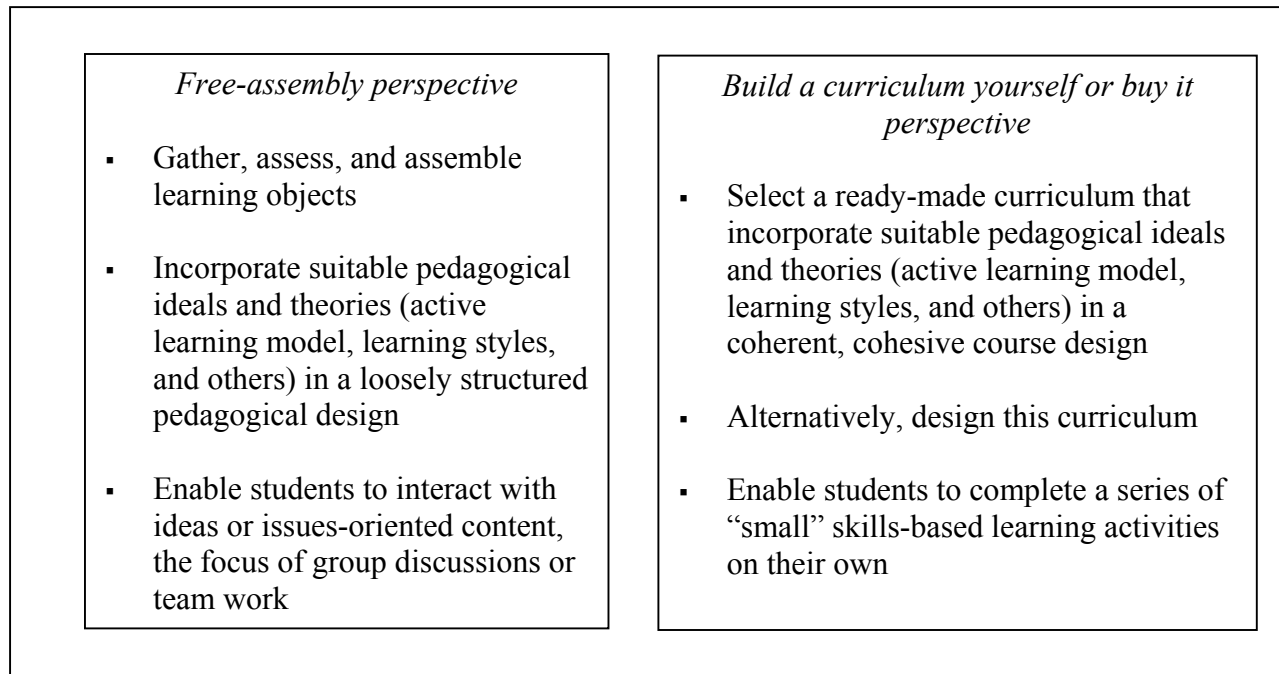 Free-assembly perspective
▪ Gather, assess, and assemble
learning objects
▪ Incorporate suitable pedagogical
ideals and theories (active
learning model, learning styles,
and others) in a loosely structured
pedagogical design
▪ Enable students to interact with
ideas or issues-oriented content,
the focus of group discussions or
team work
Build a curriculum yourself or buy it
perspective
▪ Select a ready-made curriculum that
incorporate suitable pedagogical ideals
and theories (active learning model,
learning styles, and others) in a
coherent, cohesive course design
▪ Alternatively, design this curriculum
▪ Enable students to complete a series of
“small” skills-based learning activities
on their own